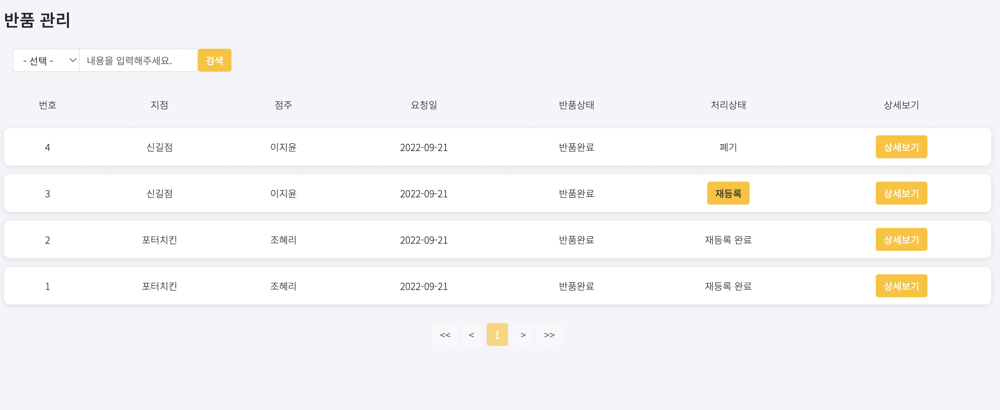 반품 관리
- 선택 - 내용을 입력해주세요. 검색
번호 지점 점주 요청일 반품상태 처리상태 상세보기
4 신길점 이지윤 2022-09-21 반품완료 폐기 상세보기
3 신길점 이지윤 2022-09-21 반품완료 재등록 상세보기
2 포터치킨 조혜리 2022-09-21 반품완료 재등록 완료 상세보기
1 포터치킨 조혜리 2022-09-21 반품완료 재등록 완료 상세보기
<< < 1 > >>